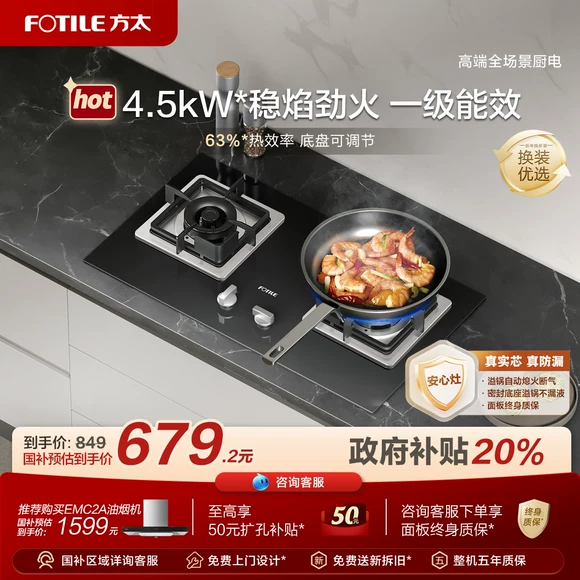 FOTILE 方太
高端全场景厨电
hot 4.5kW*稳焰劲火 一级能效
63%*热效率 底盘可调节
换装
优选
FOTILE
安心灶
真实芯 真防漏
溢锅自动熄火断气
密封底座溢锅不漏液
面板终身质保
到手价: 849
国补预估到手价
679.2元
政府补贴20%
咨询客服
推荐购买EMC2A油烟机
国补预估
到手价:
1599元
至高享
50元扩孔补贴*
50元
咨询客服下单享
面板终身质保*
终身
质保
国补区域详询客服
免费上门设计*
免费送新拆旧*
整机五年质保